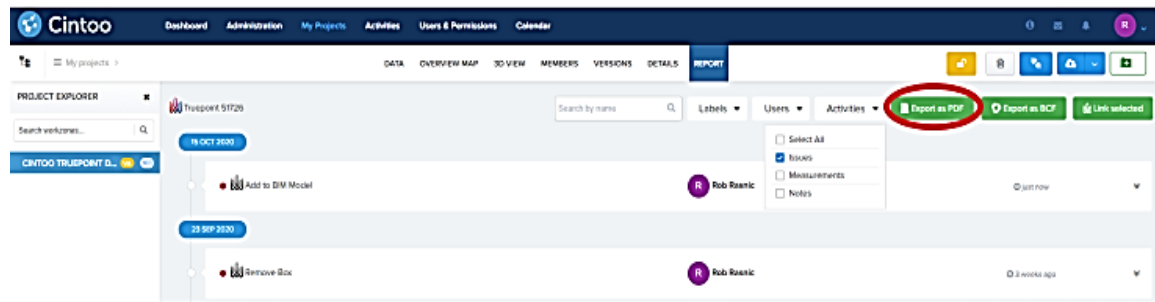 Cintoo
Dashboard Administration My Projects Activities Users & Permissions Calendar R
My projects >
DATA OVERVIEW MAP 3D VIEW MEMBERS VERSIONS DETAILS REPORT
PROJECT EXPLORER
Truepoint 51726
Search by name
Labels Users Activities
Export as PDF Export as BCF Link selected
Search workzones...
CINTOO TRUEPOINT D...
15 OCT 2020
Select All
Issues
Measurements
Notes
Add to BIM Model R Rob Rasnic just now
23 SEP 2020
Remove Box R Rob Rasnic 3 weeks ago